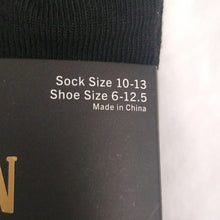 Sock Size 10-13
Shoe Size 6-12.5
Made in China
N